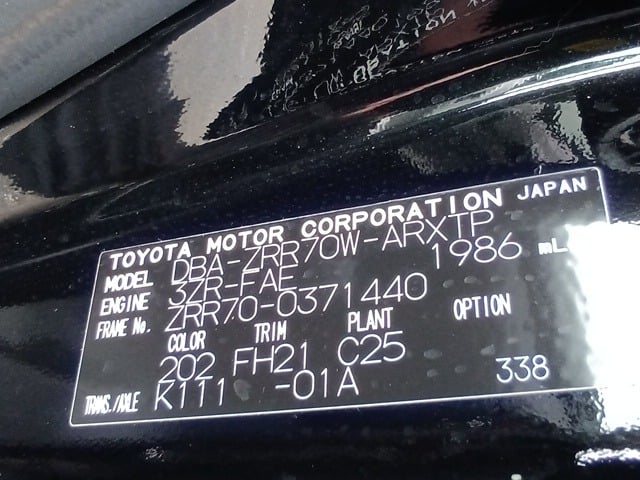 TOYOTA MOTOR CORPORATION JAPAN
MODEL DBA-ZRR70W-ARXTP
ENGINE 3ZR-FAE 1986 mL
FRAME No. ZRR70-0371440
COLOR TRIM PLANT OPTION
202 FH21 C25
TRANS./AXLE K111 -01A 338